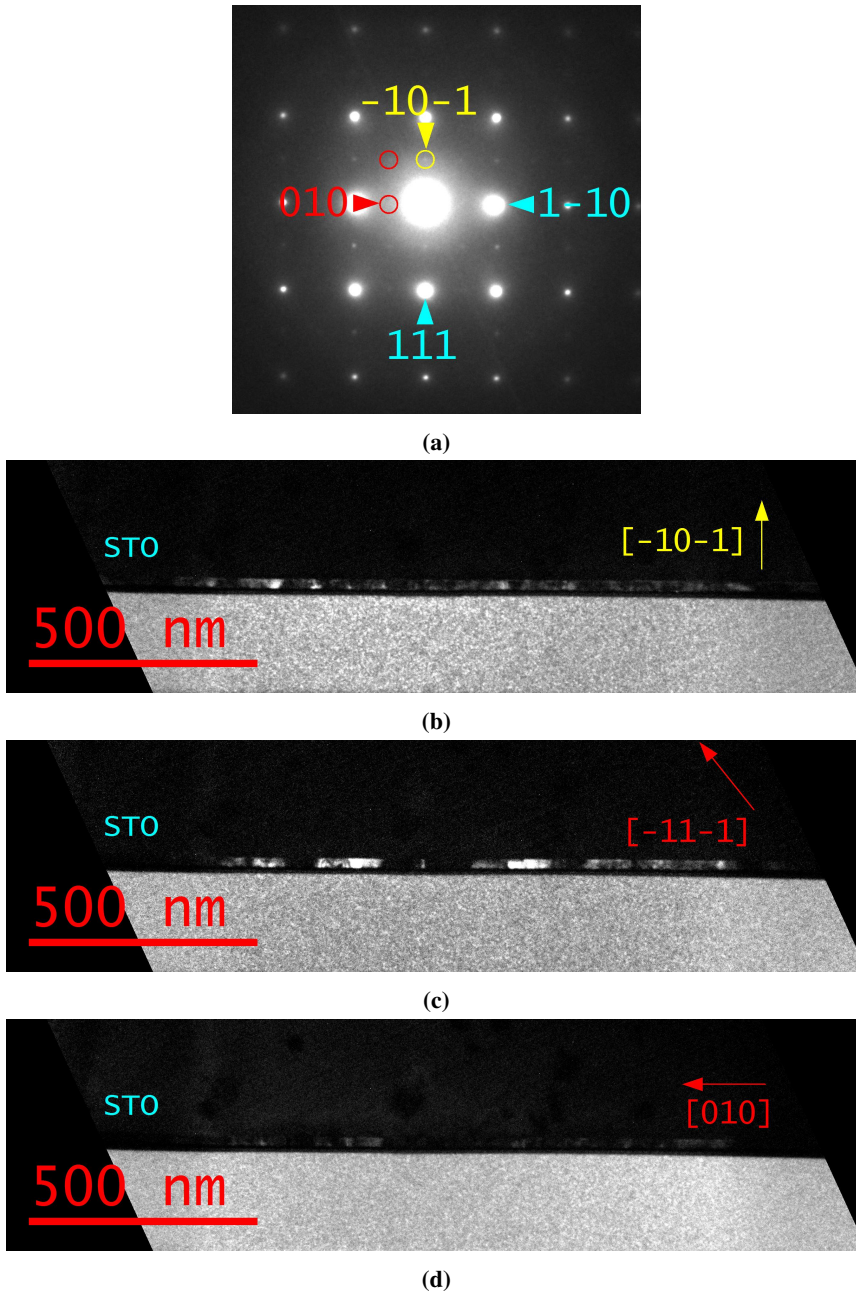 -10-1
010
1-10
111
(a)
STO
[-10-1]
500 nm
(b)
STO
[-11-1]
500 nm
(c)
STO
[010]
500 nm
(d)